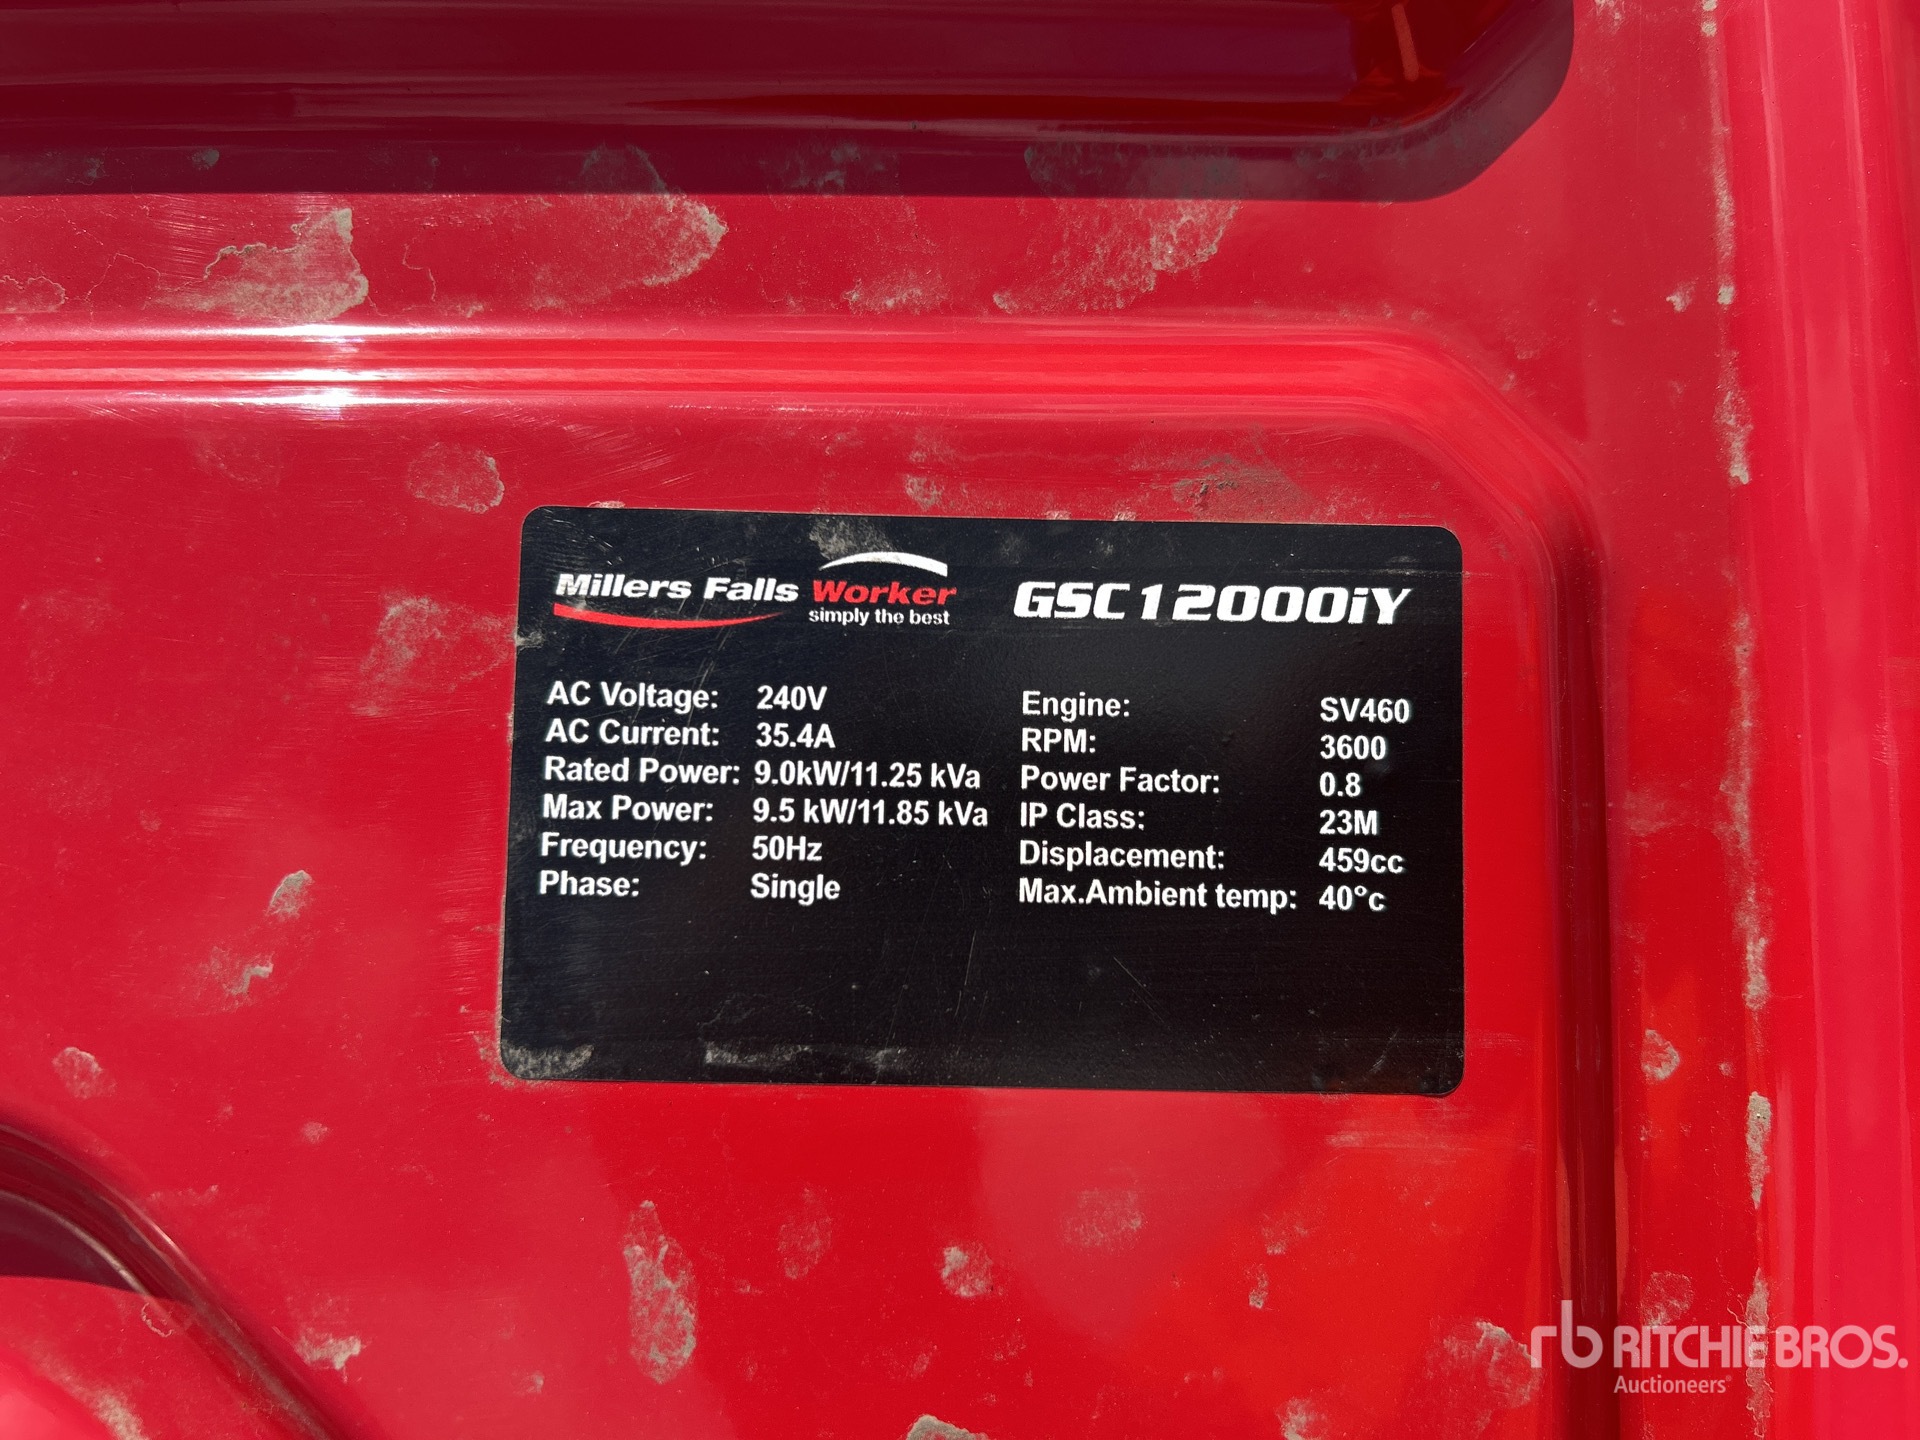 Millers Falls Worker
simply the best
GSC12000iY
AC Voltage: 240V
AC Current: 35.4A
Rated Power: 9.0kW/11.25 kVa
Max Power: 9.5 kW/11.85 kVa
Frequency: 50Hz
Phase: Single
Engine: SV460
RPM: 3600
Power Factor: 0.8
IP Class: 23M
Displacement: 459cc
Max.Ambient temp: 40°c
rb RITCHIE BROS.
Auctioneers